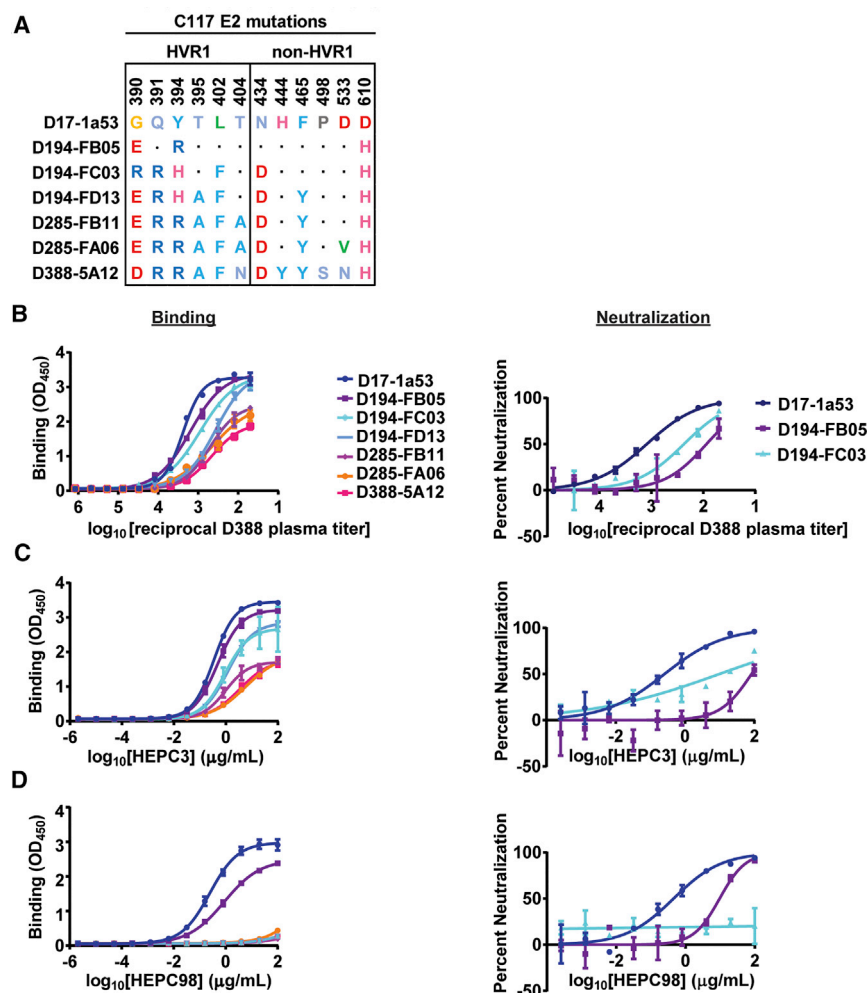 A
C117 E2 mutations
HVR1 non-HVR1
390 391 394 395 402 404 434 444 465 498 533 610
D17-1a53 G Q Y T L T N H F P D D
D194-FB05 E · R · · · · · · · · H
D194-FC03 R R H · F · D · · · · H
D194-FD13 E R H A F · D · Y · · H
D285-FB11 E R R A F A D · Y · · H
D285-FA06 E R R A F A D · Y · V H
D388-5A12 D R R A F N D Y Y S N H
B
Binding
Neutralization
Binding (OD450)
4
3
2
1
0
6 5 4 3 2 1
log10[reciprocal D388 plasma titer]
D17-1a53
D194-FB05
D194-FC03
D194-FD13
D285-FB11
D285-FA06
D388-5A12
Percent Neutralization
100
50
0
-50
4 3 2 1
log10[reciprocal D388 plasma titer]
D17-1a53
D194-FB05
D194-FC03
C
Binding (OD450)
4
3
2
1
0
-6 -4 -2 0 2
log10[HEPC3] (μg/mL)
Percent Neutralization
100
50
0
-50
-2 0 2
log10[HEPC3] (μg/mL)
D
Binding (OD450)
4
3
2
1
0
-6 -4 -2 0 2
log10[HEPC98] (μg/mL)
Percent Neutralization
100
50
0
-50
-2 0 2
log10[HEPC98] (μg/mL)